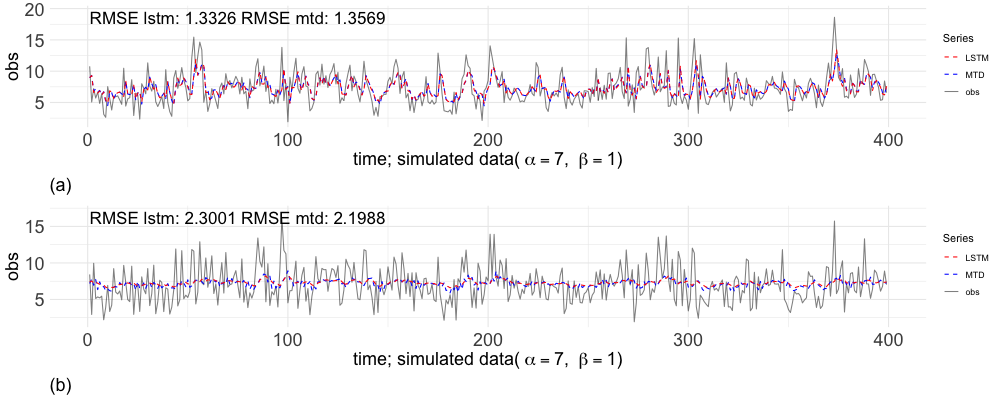 RMSE lstm: 1.3326 RMSE mtd: 1.3569
20
15
10
5
obs
0 100 200 300 400
time; simulated data( α = 7, β = 1)
Series
LSTM
MTD
obs
(a)
RMSE lstm: 2.3001 RMSE mtd: 2.1988
15
10
5
obs
0 100 200 300 400
time; simulated data( α = 7, β = 1)
Series
LSTM
MTD
obs
(b)